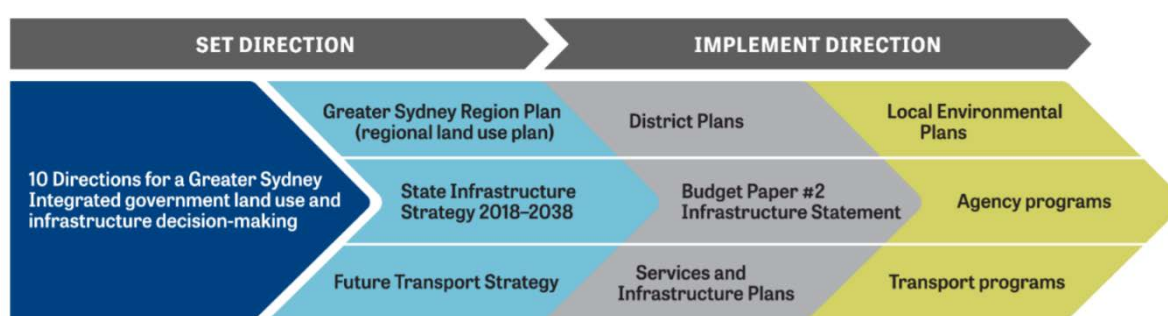 SET DIRECTION
IMPLEMENT DIRECTION
10 Directions for a Greater Sydney
Integrated government land use and
infrastructure decision-making
Greater Sydney Region Plan
(regional land use plan)
District Plans
Local Environmental
Plans
State Infrastructure
Strategy 2018–2038
Budget Paper #2
Infrastructure Statement
Agency programs
Future Transport Strategy
Services and
Infrastructure Plans
Transport programs